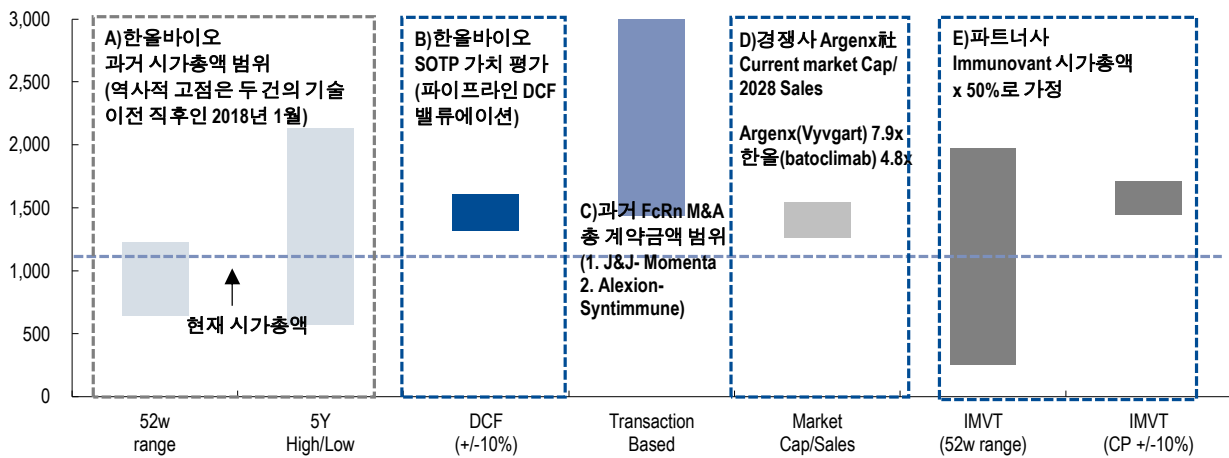 3,000
2,500
2,000
1,500
1,000
500
0
A)한올바이오
과거 시가총액 범위
(역사적 고점은 두 건의 기술
이전 직후인 2018년 1월)
현재 시가총액
B)한올바이오
SOTP 가치 평가
(파이프라인 DCF
밸류에이션)
C)과거 FcRn M&A
총 계약금액 범위
(1. J&J- Momenta
2. Alexion-
Syntimmune)
D)경쟁사 Argenx社
Current market Cap/
2028 Sales
Argenx(Vyvgart) 7.9x
한올(batoclimab) 4.8x
E)파트너사
Immunovant 시가총액
x 50%로 가정
52w
range
5Y
High/Low
DCF
(+/-10%)
Transaction
Based
Market
Cap/Sales
IMVT
(52w range)
IMVT
(CP +/-10%)